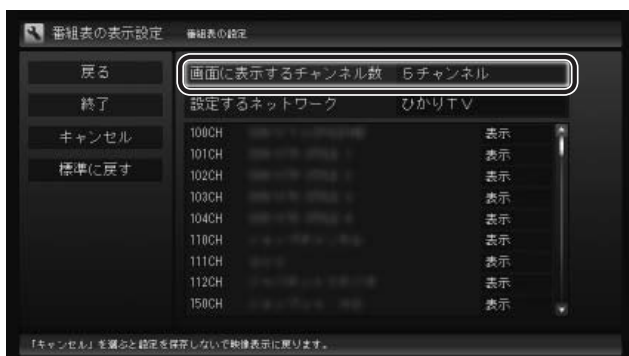 番組表の表示設定 番組表の設定
戻る
終了
キャンセル
標準に戻す
画面に表示するチャンネル数 5チャンネル
設定するネットワーク ひかりTV
100CH 表示
101CH 表示
102CH 表示
103CH 表示
104CH 表示
110CH 表示
111CH 表示
112CH 表示
150CH 表示
「キャンセル」を選ぶと設定を保存しないで映像表示に戻ります。